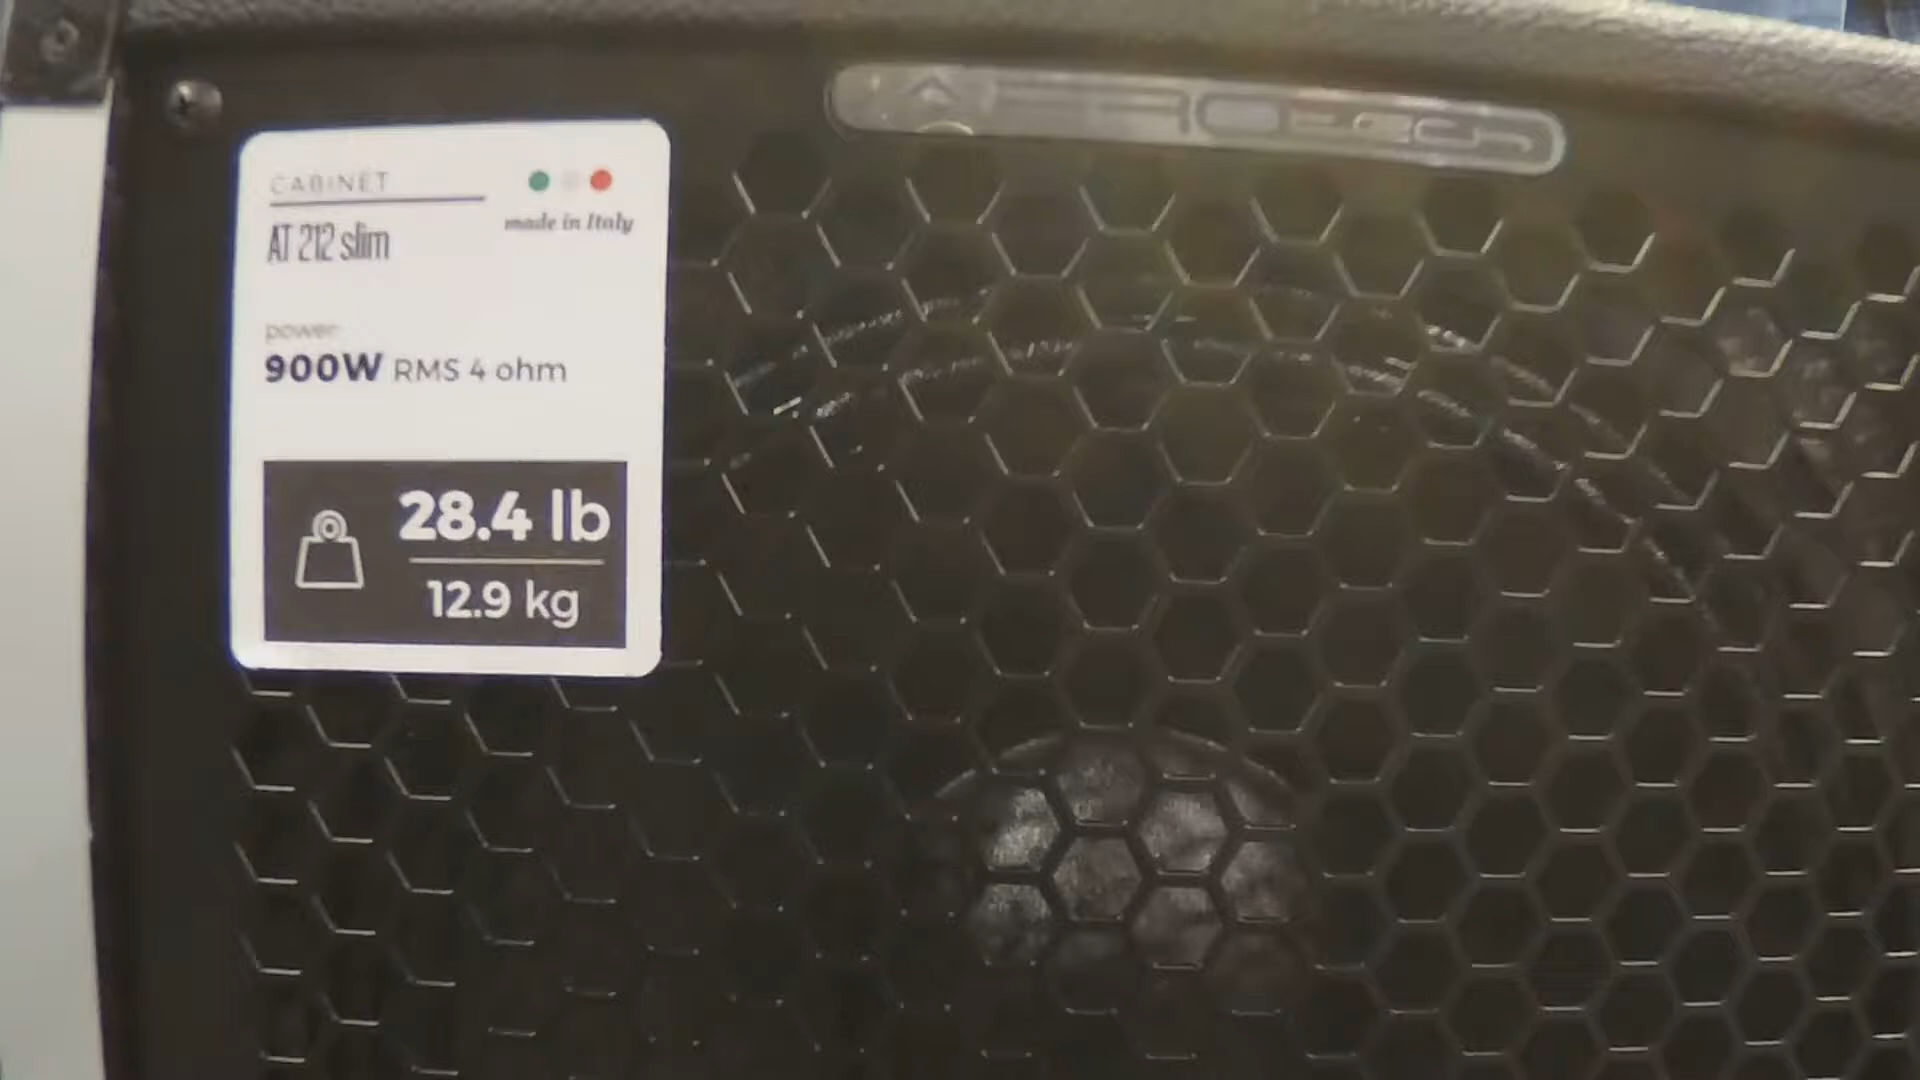 CABINET
made in Italy
AT 212 slim
power
900W RMS 4 ohm
28.4 lb
12.9 kg